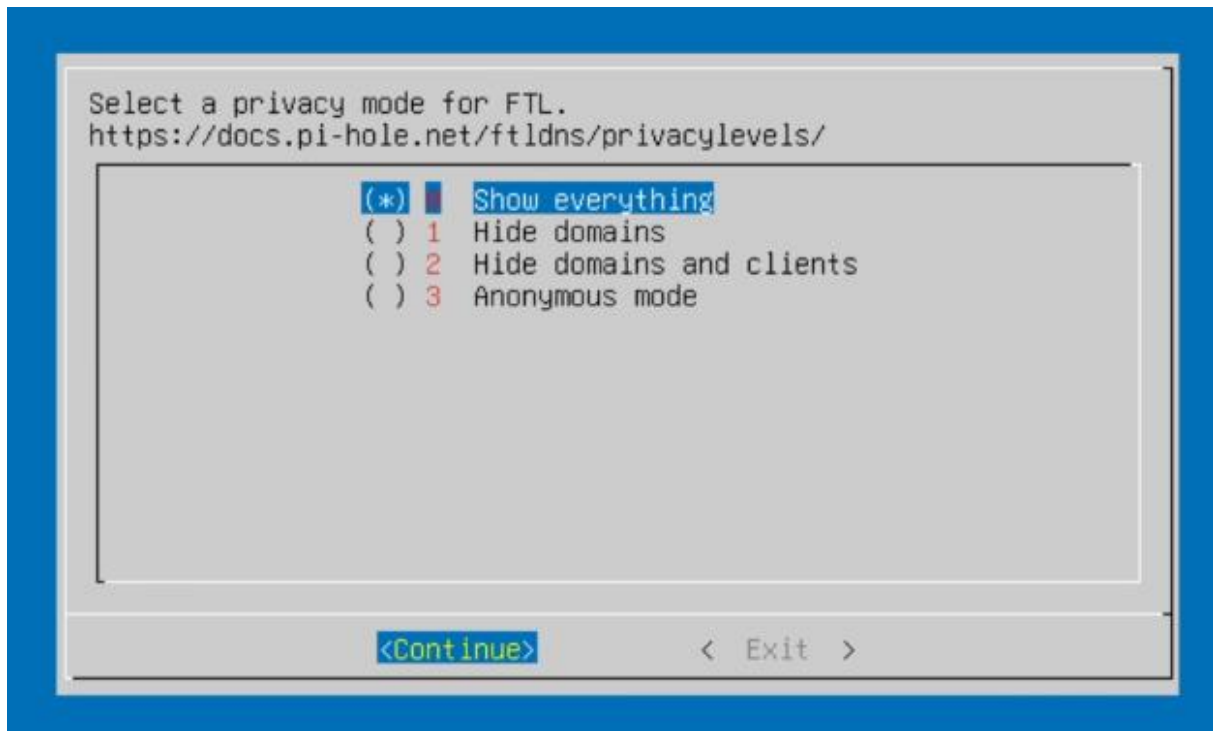 Select a privacy mode for FTL.
https://docs.pi-hole.net/ftldns/privacylevels/
(*) Show everything
( ) 1 Hide domains
( ) 2 Hide domains and clients
( ) 3 Anonymous mode
<Continue> < Exit >